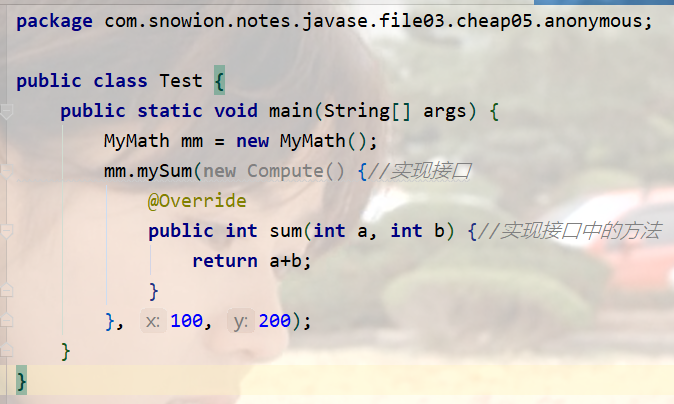 package com.snowion.notes.javase.file03.cheap05.anonymous;
public class Test {
public static void main(String[] args) {
MyMath mm = new MyMath();
mm.mySum(new Compute() {//实现接口
@Override
public int sum(int a, int b) {//实现接口中的方法
return a+b;
}
}, x: 100, y: 200);
}
}